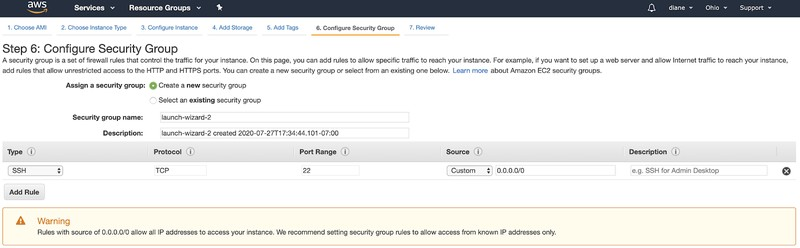 aws Services Resource Groups diane Ohio Support
1. Choose AMI 2. Choose Instance Type 3. Configure Instance 4. Add Storage 5. Add Tags 6. Configure Security Group 7. Review
Step 6: Configure Security Group
A security group is a set of firewall rules that control the traffic for your instance. On this page, you can add rules to allow specific traffic to reach your instance. For example, if you want to set up a web server and allow Internet traffic to reach your instance,
add rules that allow unrestricted access to the HTTP and HTTPS ports. You can create a new security group or select from an existing one below. Learn more about Amazon EC2 security groups.
Assign a security group: Create a new security group
Select an existing security group
Security group name: launch-wizard-2
Description: launch-wizard-2 created 2020-07-27T17:34:44.101-07:00
Type Protocol Port Range Source Description
SSH TCP 22 Custom 0.0.0.0/0 e.g. SSH for Admin Desktop
Add Rule
Warning
Rules with source of 0.0.0.0/0 allow all IP addresses to access your instance. We recommend setting security group rules to allow access from known IP addresses only.